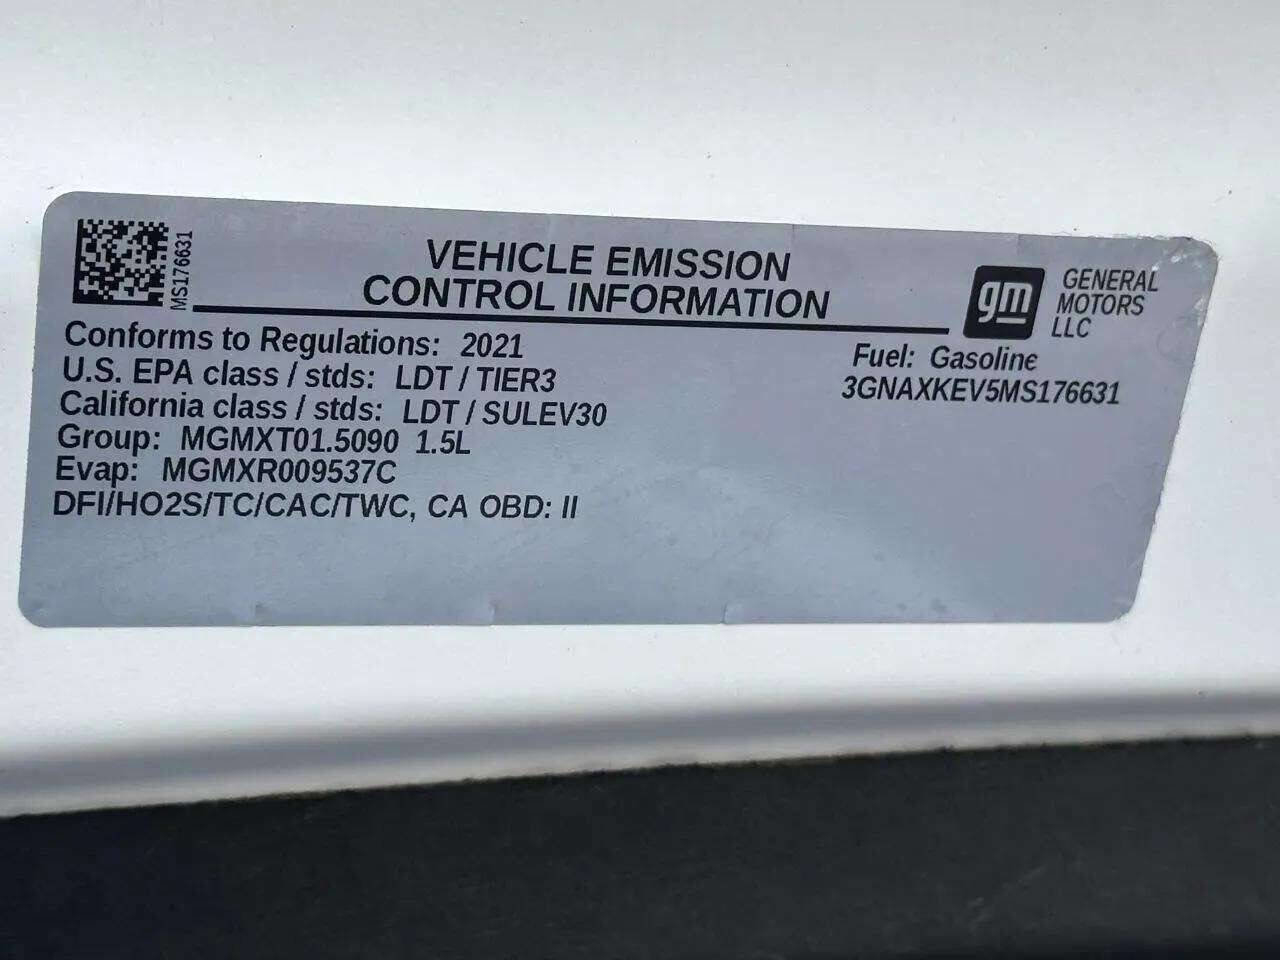 MS176631
VEHICLE EMISSION
CONTROL INFORMATION
gm
GENERAL
MOTORS
LLC
Conforms to Regulations: 2021
U.S. EPA class / stds: LDT / TIER3
California class / stds: LDT / SULEV30
Group: MGMXT01.5090 1.5L
Evap: MGMXR009537C
DFI/HO2S/TC/CAC/TWC, CA OBD: II
Fuel: Gasoline
3GNAXKEV5MS176631